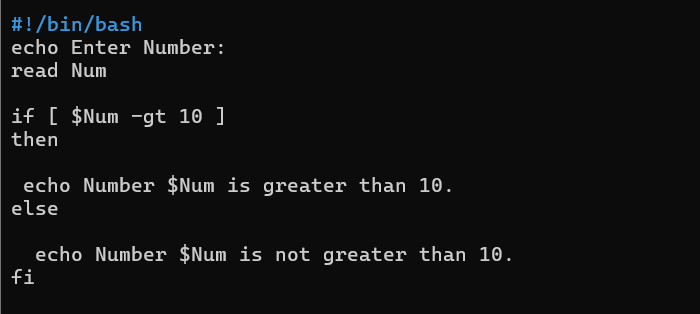 #!/bin/bash
echo Enter Number:
read Num
if [ $Num -gt 10 ]
then
echo Number $Num is greater than 10.
else
echo Number $Num is not greater than 10.
fi